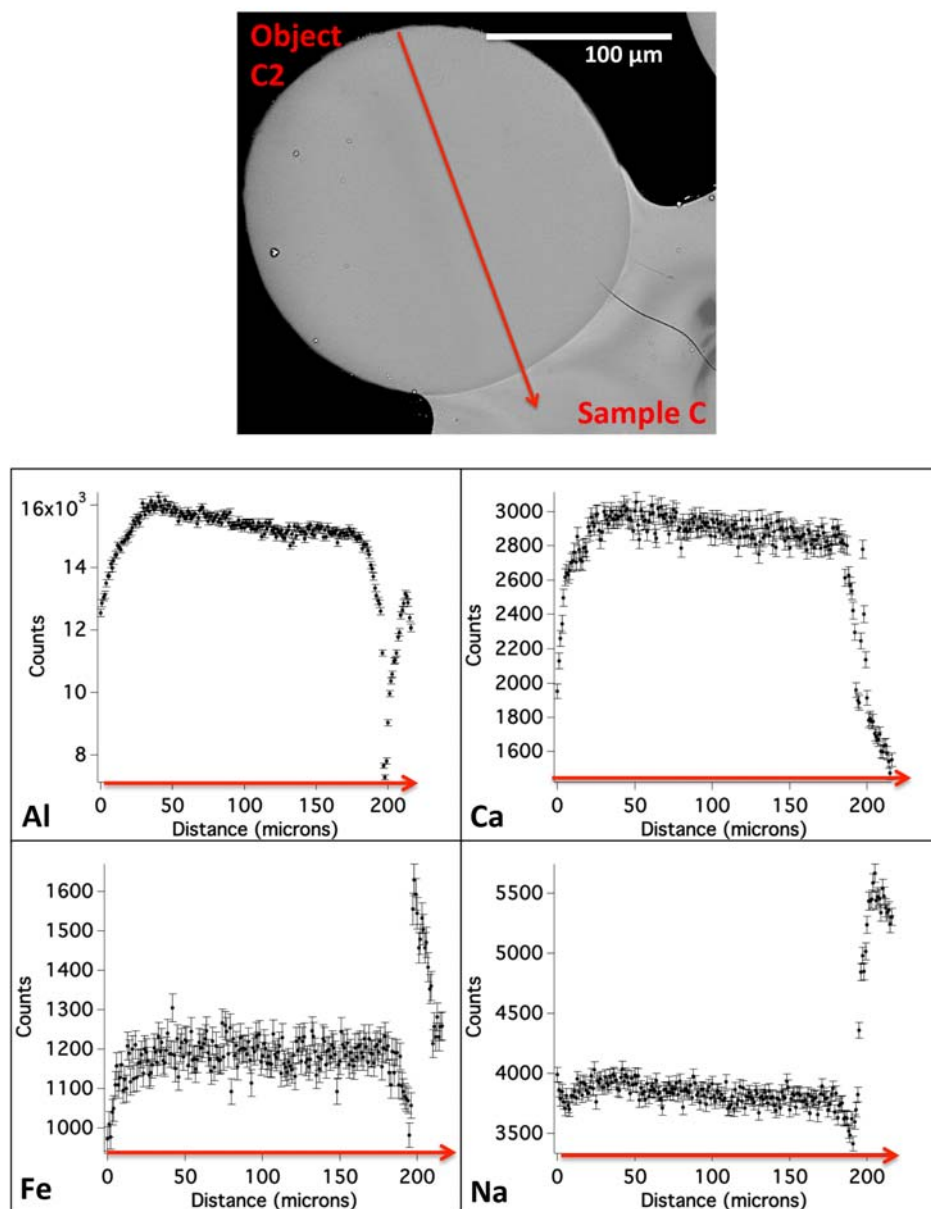 Object
C2
100 μm
Sample C
16x10³
14
12
10
8
Counts
0
50
100
150
200
Distance (microns)
Al
3000
2800
2600
2400
2200
2000
1800
1600
Counts
0
50
100
150
200
Distance (microns)
Ca
1600
1500
1400
1300
1200
1100
1000
Counts
0
50
100
150
200
Distance (microns)
Fe
5500
5000
4500
4000
3500
Counts
0
50
100
150
200
Distance (microns)
Na